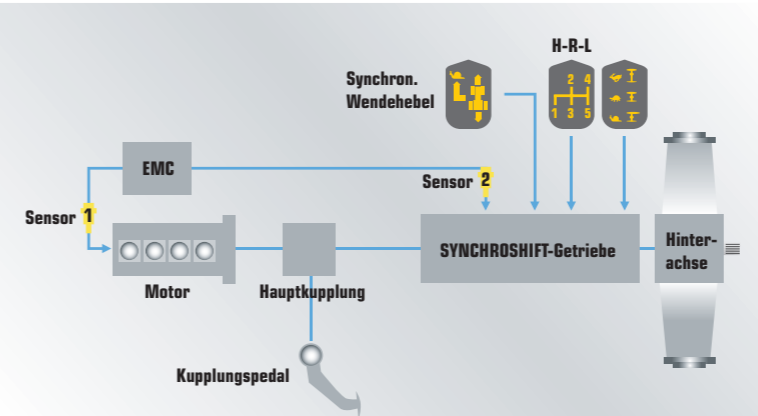 H-R-L
Synchron.
Wendehebel
2 4
1 3 5
EMC
Sensor 2
Sensor 1
SYNCHROSHIFT-Getriebe
Hinter-
achse
Motor
Hauptkupplung
Kupplungspedal